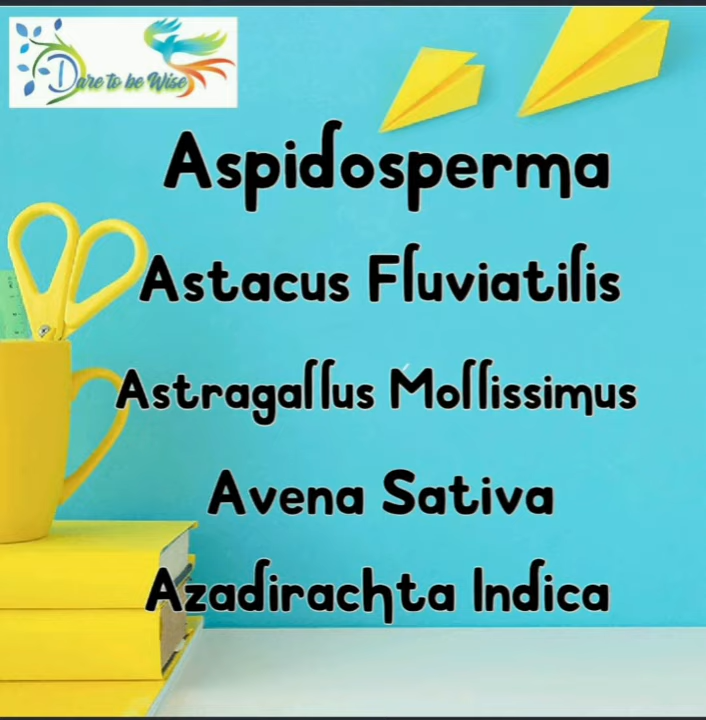 Dare to be Wise
Aspidosperma
Astacus Fluviatilis
Astragallus Mollissimus
Avena Sativa
Azadirachta Indica